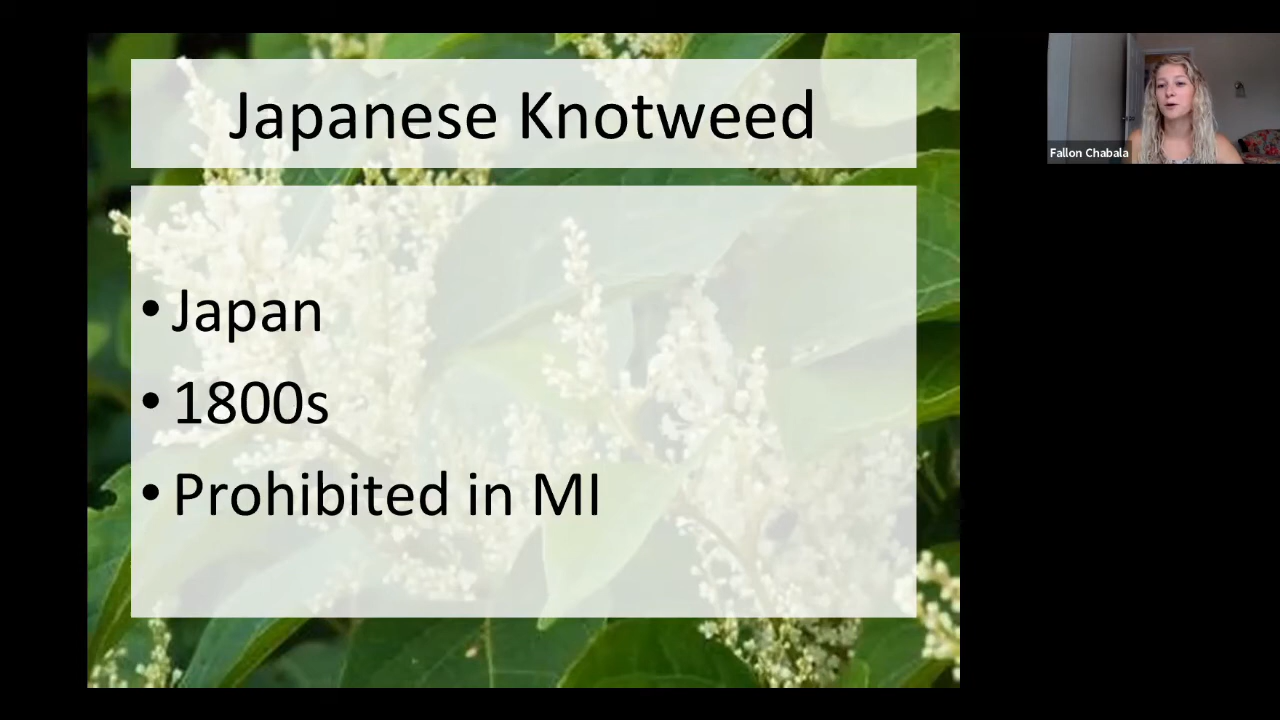 Japanese Knotweed
Fallon Chabala
• Japan
• 1800s
• Prohibited in MI